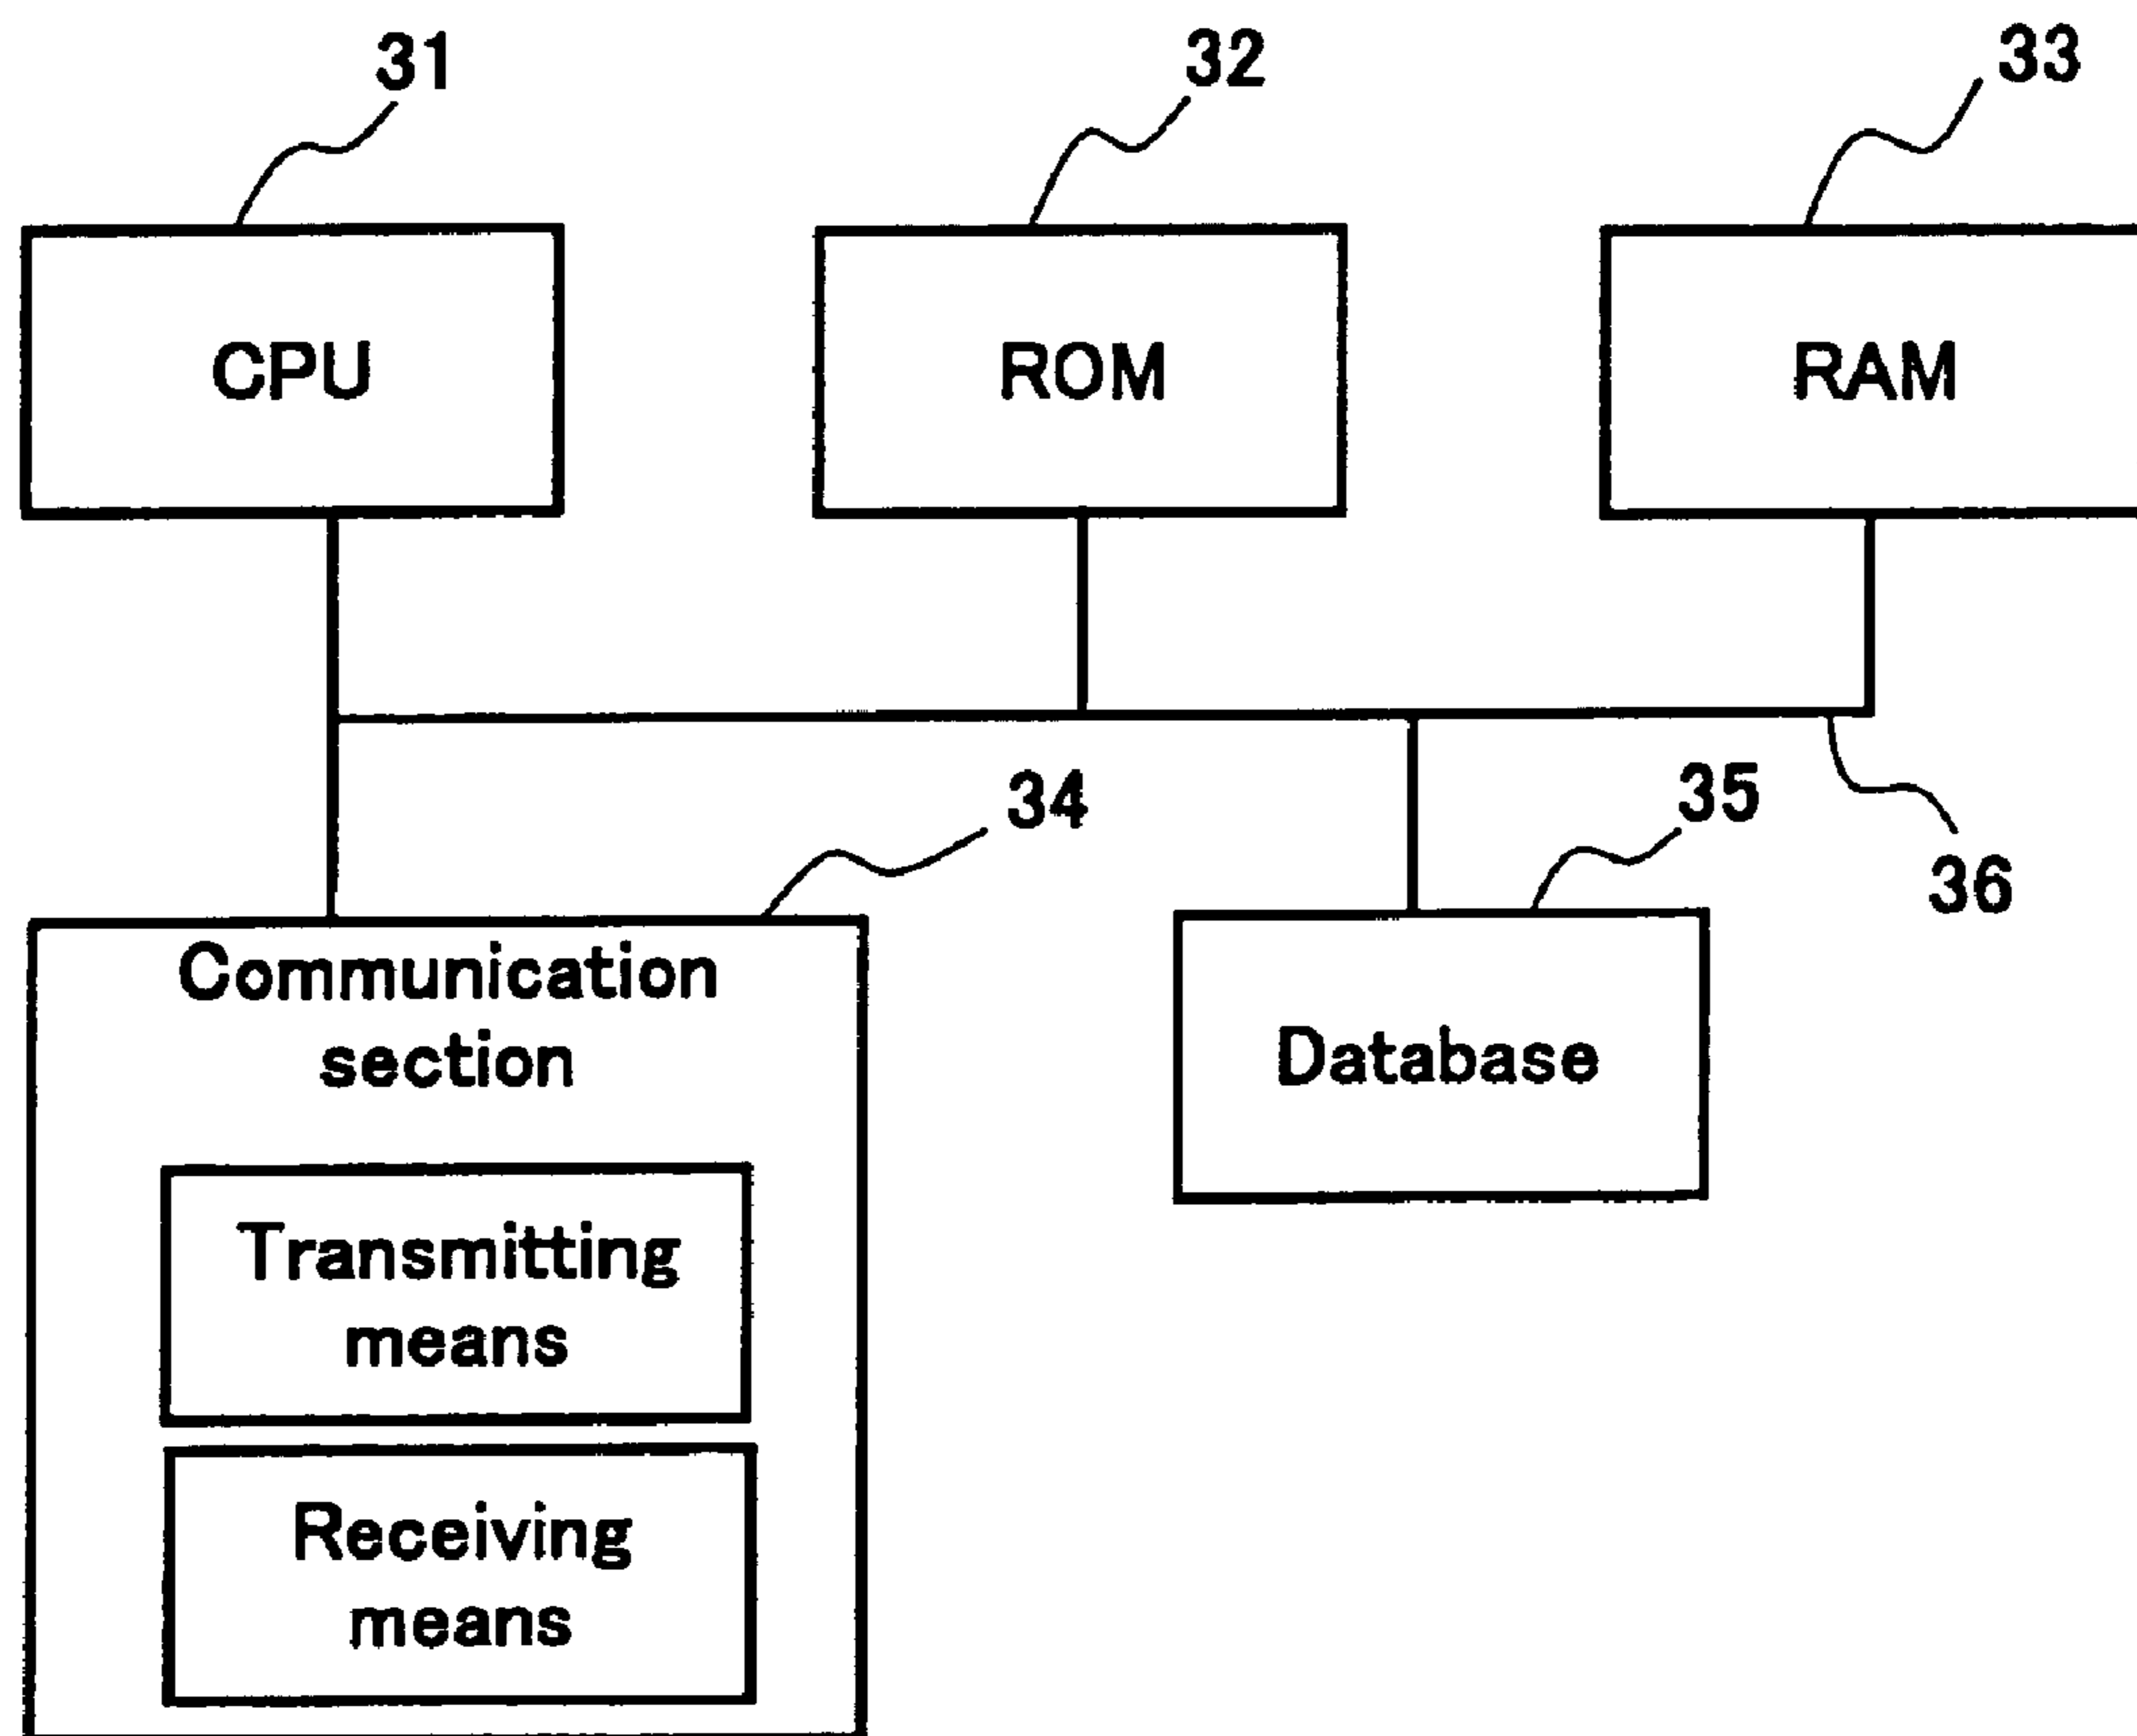 31
32
33
CPU
ROM
RAM
34
35
36
Communication
section
Database
Transmitting
means
Receiving
means